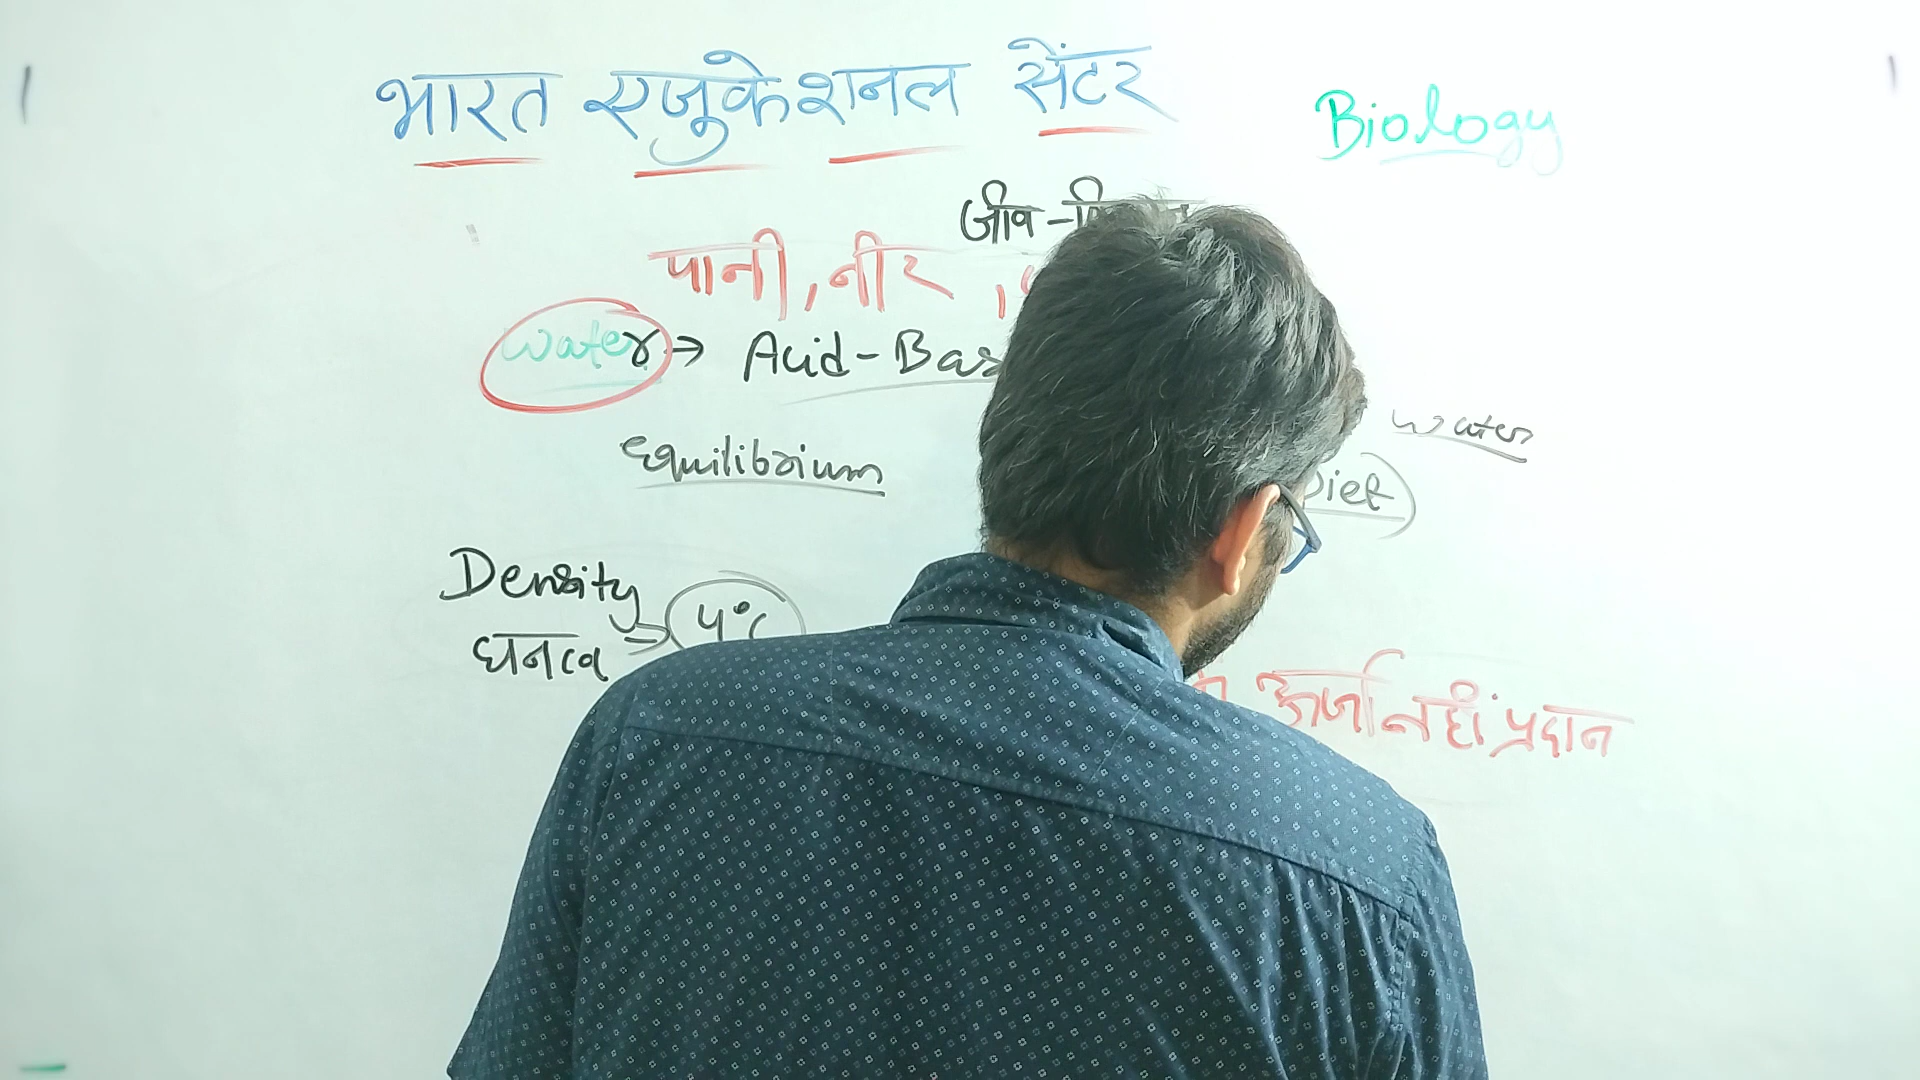 भारत एजुकेशनल सेंटर
Biology
जीव-
पानी, नीर,
Water → Acid-Bas
Water
Equilibrium
Diet
Density
घनत्व ⇒ 4°C
ऊर्जा नहीं प्रदान